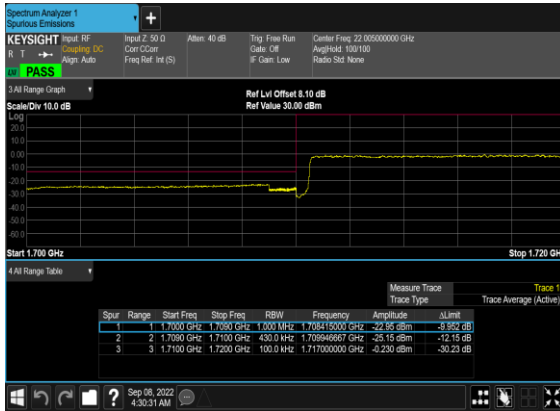 Spectrum Analyzer 1
Spurious Emissions
KEYSIGHT Input: RF Input Z: 50 Ω Atten: 40 dB Trig: Free Run Center Freq: 22.005000000 GHz
R T Coupling: DC Corr CCorr Gate: Off Avg|Hold: 100/100
Align: Auto Freq Ref: Int (S) IF Gain: Low Radio Std: None
PASS
3 All Range Graph Ref Lvl Offset 8.10 dB
Scale/Div 10.0 dB Ref Value 30.00 dBm
Log
20.0
10.0
0.00
-10.0
-20.0
-30.0
-40.0
-50.0
-60.0
Start 1.700 GHz Stop 1.720 GH
4 All Range Table
Measure Trace Trace 1
Trace Type Trace Average (Active)
Spur Range Start Freq Stop Freq RBW Frequency Amplitude ΔLimit
1 1 1.7000 GHz 1.7090 GHz 1.000 MHz 1.708415000 GHz -22.95 dBm -9.952 dB
2 2 1.7090 GHz 1.7100 GHz 430.0 kHz 1.709946667 GHz -25.15 dBm -12.15 dB
3 3 1.7100 GHz 1.7200 GHz 100.0 kHz 1.717000000 GHz -0.230 dBm -30.23 dB
Sep 08, 2022
4:30:31 AM